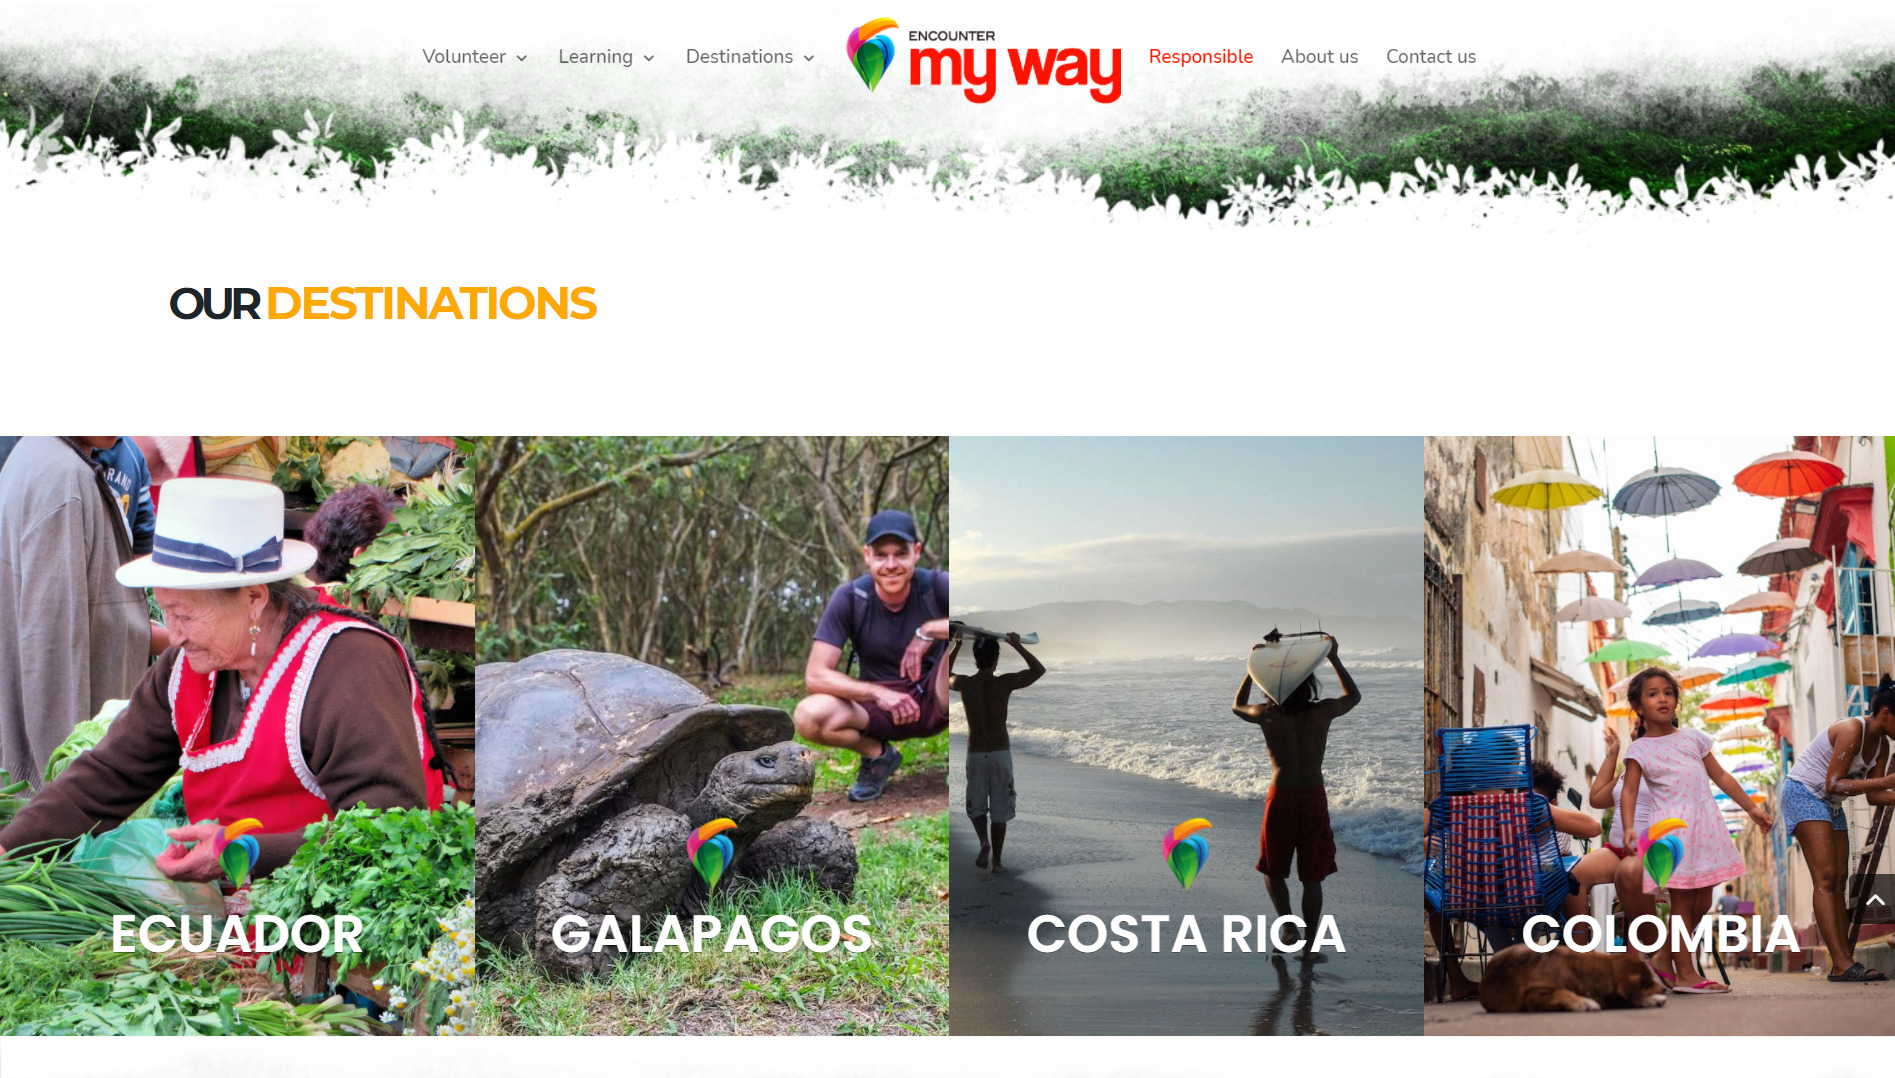 Volunteer
Learning
Destinations
ENCOUNTER
my way
Responsible
About us
Contact us
OUR DESTINATIONS
ECUADOR
GALAPAGOS
COSTA RICA
COLOMBIA